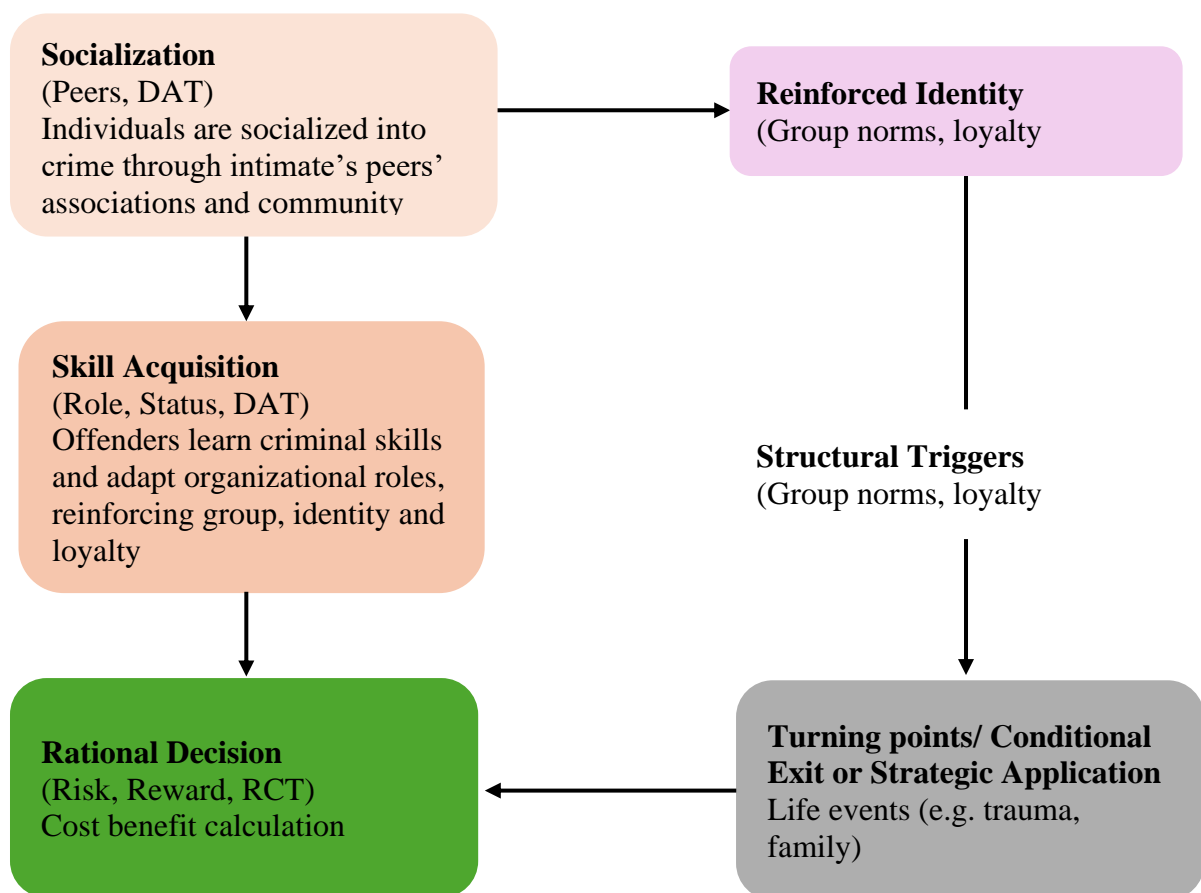 Socialization
(Peers, DAT)
Individuals are socialized into
crime through intimate's peers'
associations and community
Reinforced Identity
(Group norms, loyalty
Skill Acquisition
(Role, Status, DAT)
Offenders learn criminal skills
and adapt organizational roles,
reinforcing group, identity and
loyalty
Structural Triggers
(Group norms, loyalty
Rational Decision
(Risk, Reward, RCT)
Cost benefit calculation
Turning points/ Conditional
Exit or Strategic Application
Life events (e.g. trauma,
family)